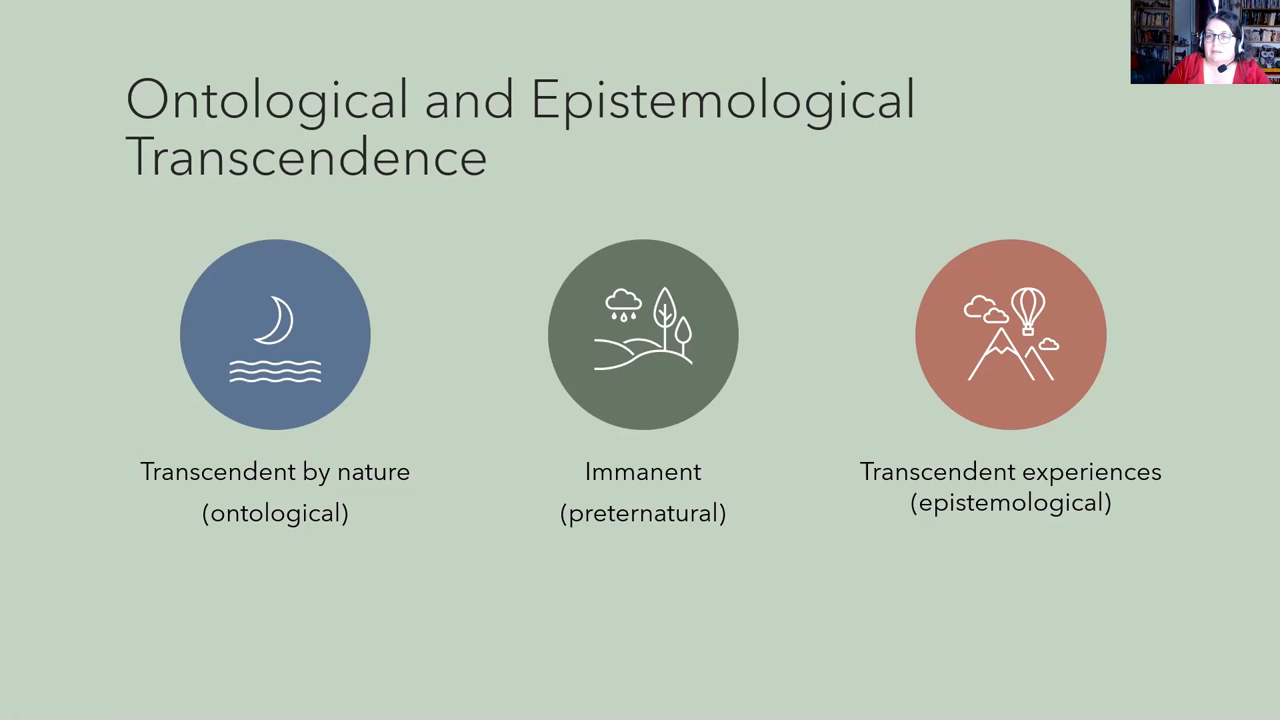 Ontological and Epistemological
Transcendence
Transcendent by nature
(ontological)
Immanent
(preternatural)
Transcendent experiences
(epistemological)